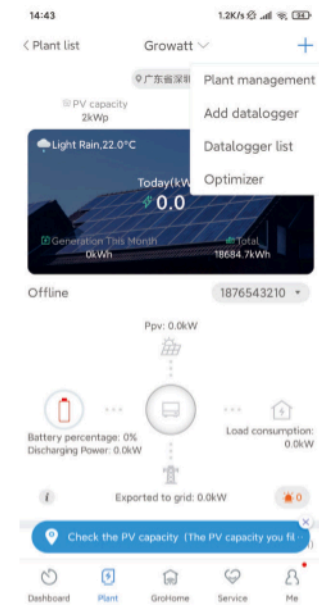 14:43 1.2K/s 33
< Plant list Growatt +
广东省深圳
Plant management
PV capacity
2kWp
Add datalogger
Light Rain,22.0°C
Datalogger list
Today(kW
Optimizer
0.0
Generation This Month Total
0kWh 18684.7kWh
Offline 1876543210
Ppv: 0.0kW
Battery percentage: 0%
Discharging Power: 0.0kW
Load consumption:
0.0kW
i Exported to grid: 0.0kW 0
Check the PV capacity (The PV capacity you fil··
Dashboard Plant GroHome Service Me